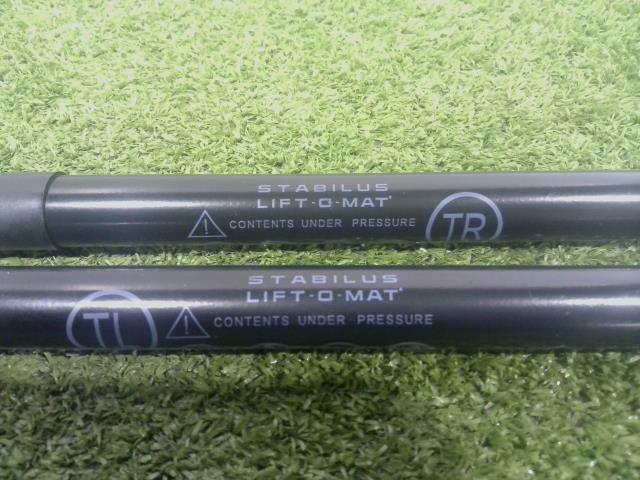 STABILUS
LIFT-O-MAT
CONTENTS UNDER PRESSURE
TR
STABILUS
LIFT-O-MAT
TL
CONTENTS UNDER PRESSURE